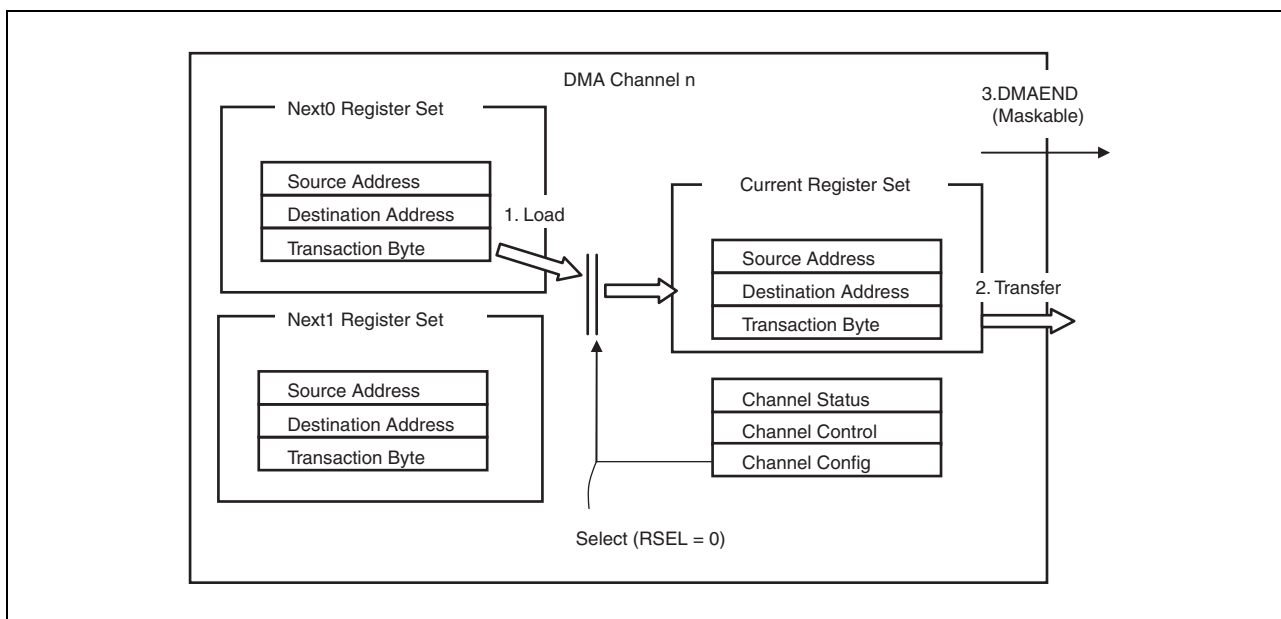 DMA Channel n
Next0 Register Set
Source Address
Destination Address
Transaction Byte
1. Load
Next1 Register Set
Source Address
Destination Address
Transaction Byte
Select (RSEL = 0)
Current Register Set
Source Address
Destination Address
Transaction Byte
Channel Status
Channel Control
Channel Config
2. Transfer
3.DMAEND
(Maskable)